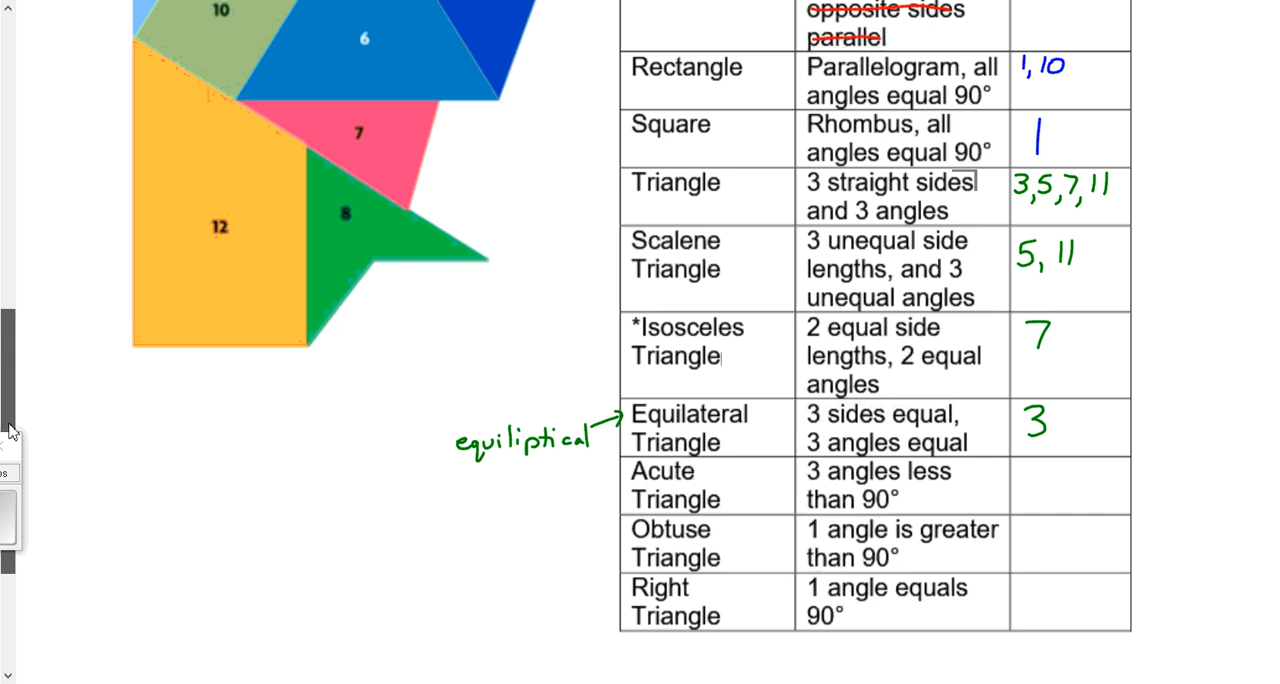 10
6
7
8
12
opposite sides
parallel
Rectangle
Parallelogram, all
angles equal 90°
1, 10
Square
Rhombus, all
angles equal 90°
1
Triangle
3 straight sides
and 3 angles
3,5,7,11
Scalene
Triangle
3 unequal side
lengths, and 3
unequal angles
5, 11
*Isosceles
Triangle
2 equal side
lengths, 2 equal
angles
7
equiliptical
Equilateral
Triangle
3 sides equal,
3 angles equal
3
Acute
Triangle
3 angles less
than 90°
Obtuse
Triangle
1 angle is greater
than 90°
Right
Triangle
1 angle equals
90°